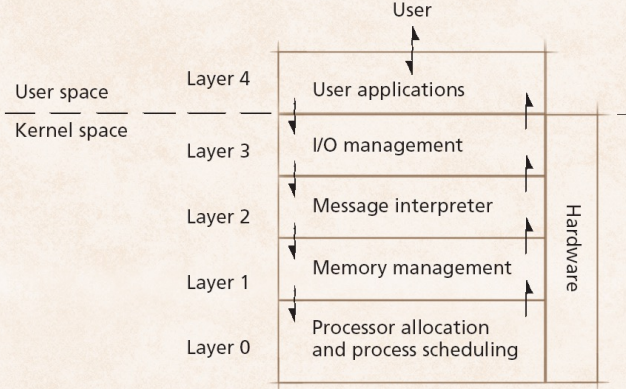 User
Layer 4
User space
User applications
Kernel space
Layer 3
I/O management
Layer 2
Message interpreter
Hardware
Layer 1
Memory management
Layer 0
Processor allocation
and process scheduling